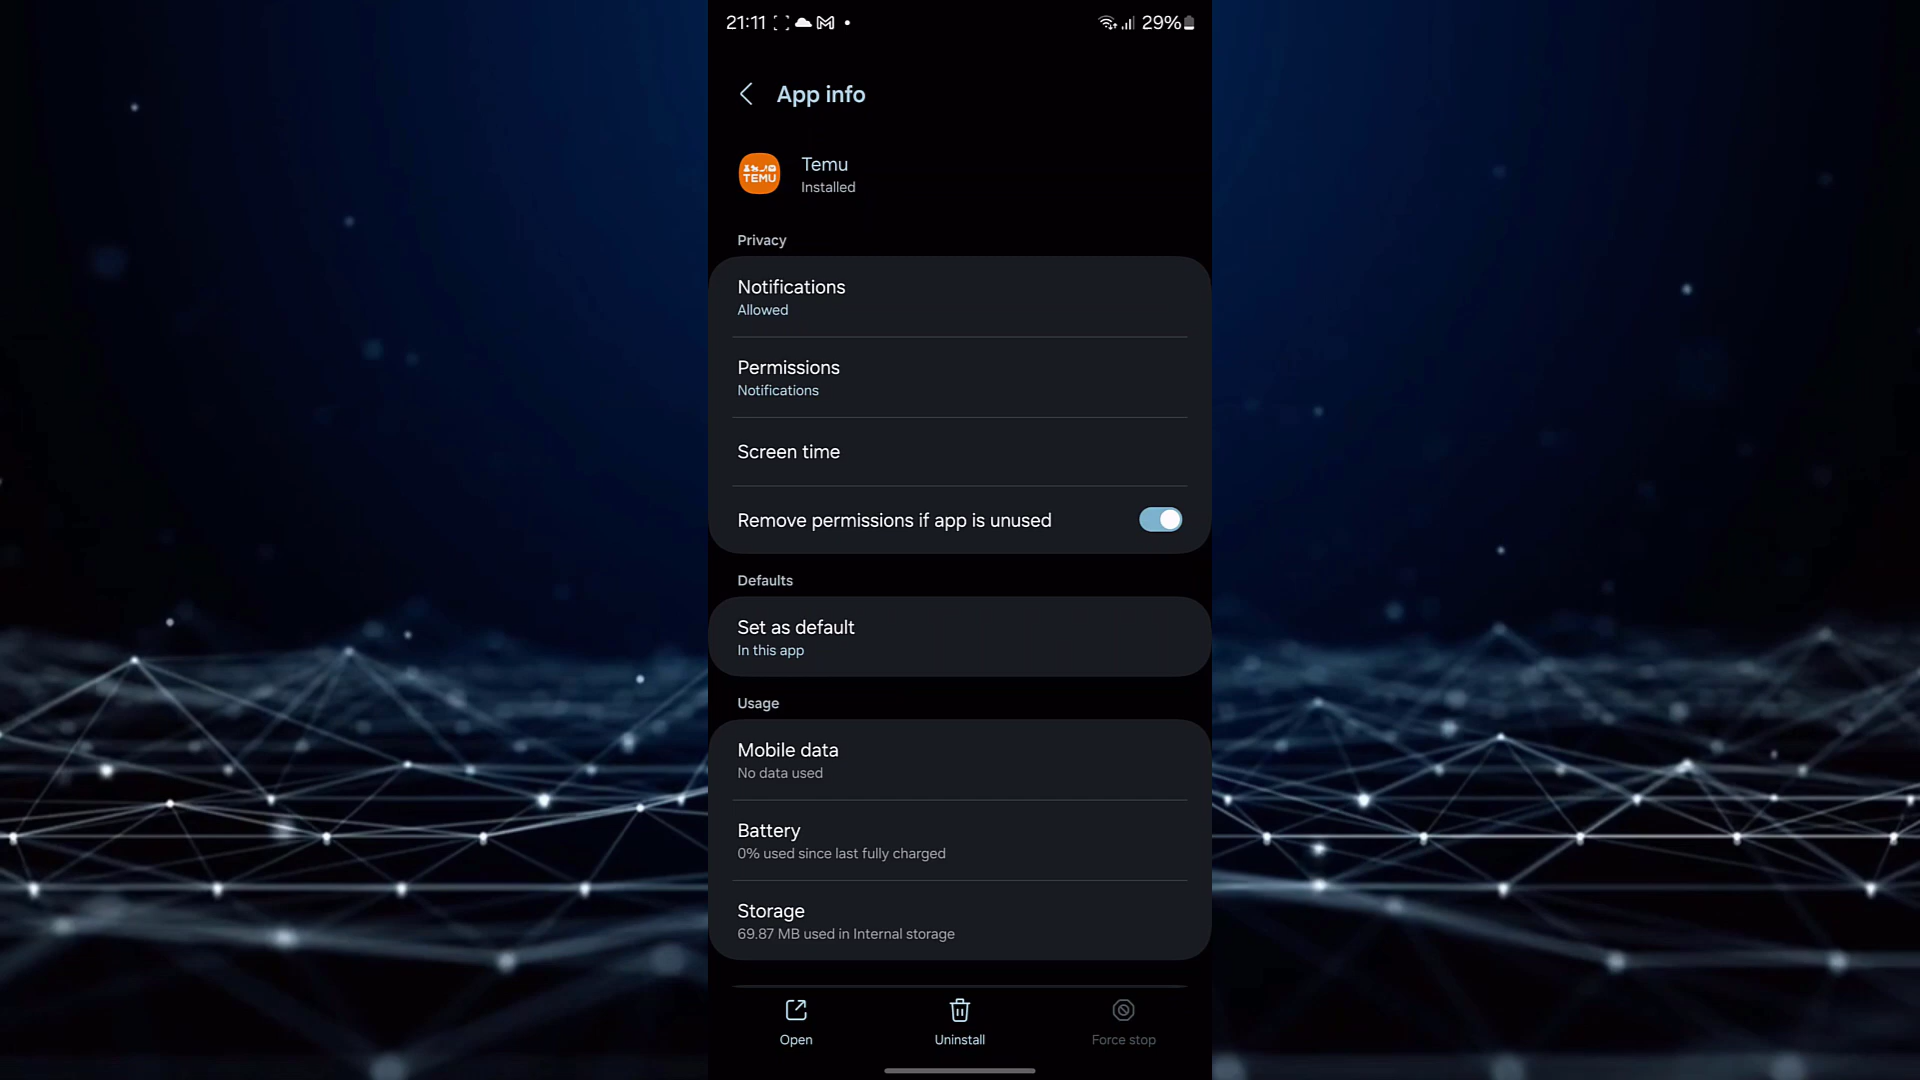 21:11
29%
App info
TEMU
Temu
Installed
Privacy
Notifications
Allowed
Permissions
Notifications
Screen time
Remove permissions if app is unused
Defaults
Set as default
In this app
Usage
Mobile data
No data used
Battery
0% used since last fully charged
Storage
69.87 MB used in Internal storage
Open
Uninstall
Force stop